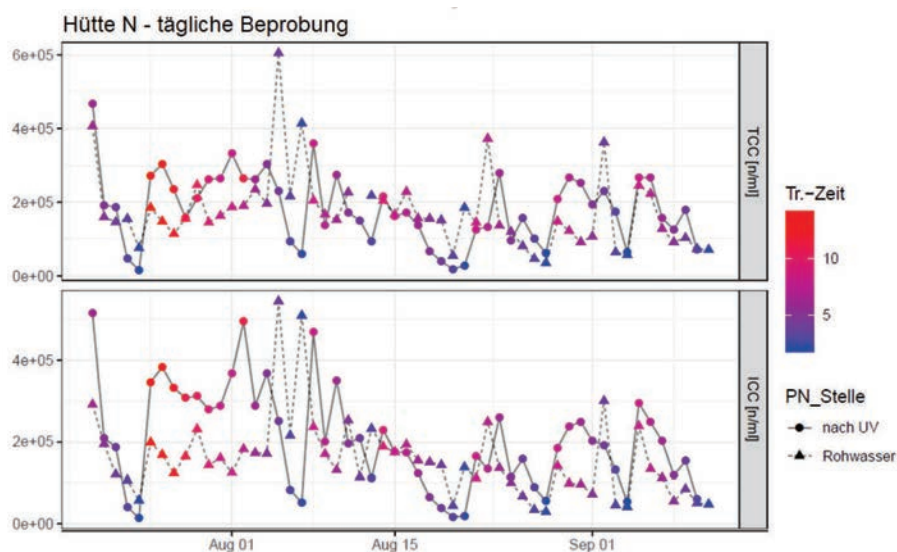 Hütte N - tägliche Beprobung
6e+05
4e+05
2e+05
0e+00
TCC [n/ml]
4e+05
2e+05
0e+00
ICC [n/ml]
Aug 01
Aug 15
Sep 01
Tr.-Zeit
10
5
PN_Stelle
nach UV
Rohwasser